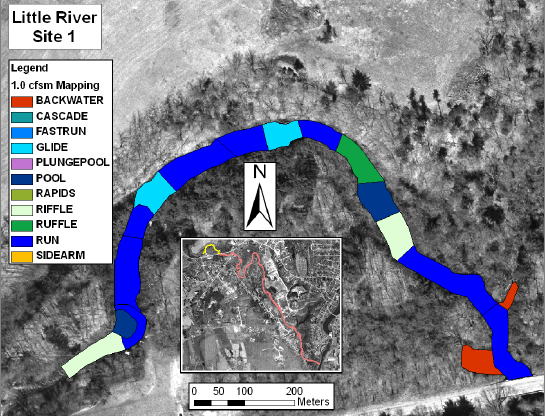 Little River
Site 1
Legend
1.0 cfsm Mapping
BACKWATER
CASCADE
FASTRUN
GLIDE
PLUNGEPOOL
POOL
RAPIDS
RIFFLE
RUFFLE
RUN
SIDEARM
N
0 50 100 200
Meters